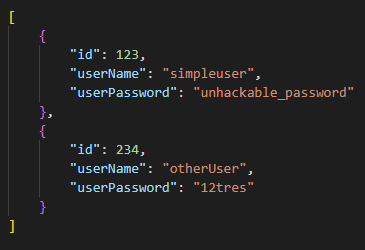 [
    {
        "id": 123,
        "userName": "simpleuser",
        "userPassword": "unhackable_password"
    },
    {
        "id": 234,
        "userName": "otherUser",
        "userPassword": "12tres"
    }
]